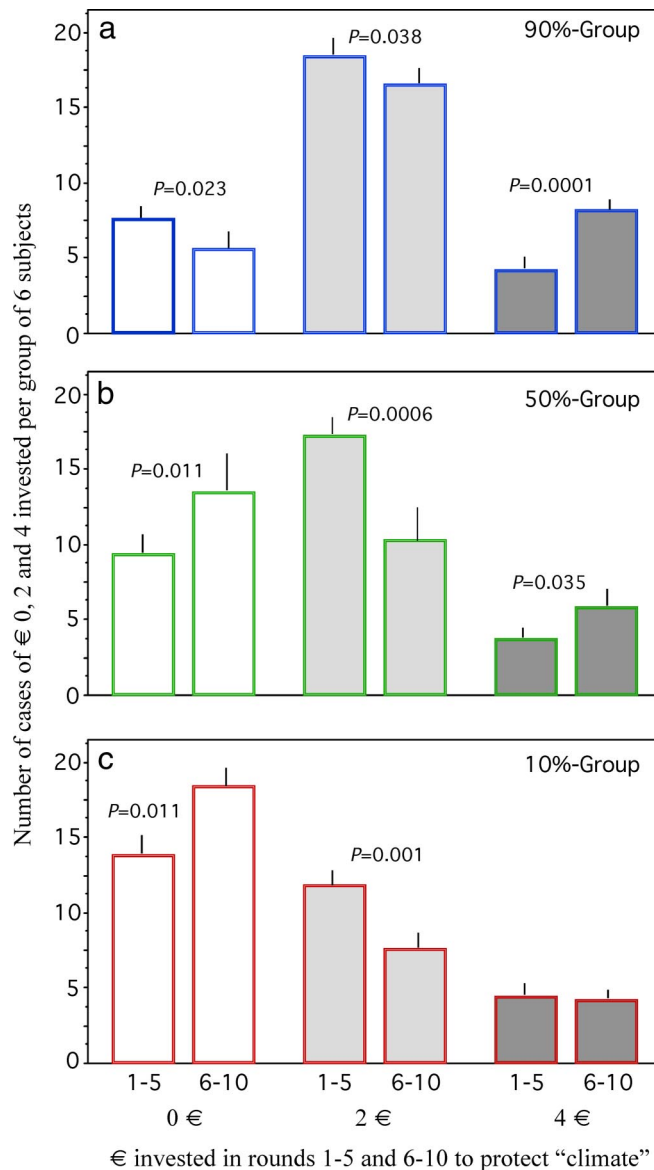 Number of cases of € 0, 2 and 4 invested per group of 6 subjects
a
90%-Group
20
15
10
5
0
P=0.023
P=0.038
P=0.0001
b
50%-Group
20
15
10
5
0
P=0.011
P=0.0006
P=0.035
c
10%-Group
20
15
10
5
0
P=0.011
P=0.001
1-5 6-10 1-5 6-10 1-5 6-10
0 € 2 € 4 €
€ invested in rounds 1-5 and 6-10 to protect “climate”